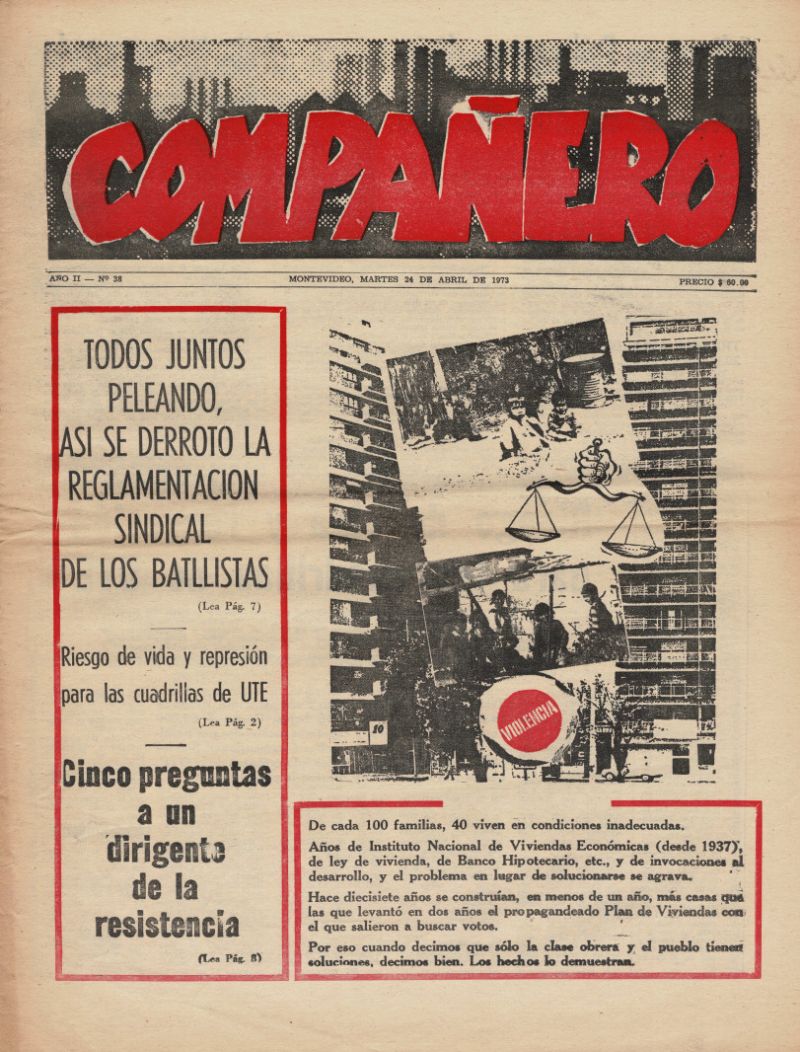 COMPAÑERO
AÑO II — Nº 38
MONTEVIDEO, MARTES 24 DE ABRIL DE 1973
PRECIO $ 60.00
TODOS JUNTOS
PELEANDO,
ASI SE DERROTO LA
REGLAMENTACION
SINDICAL
DE LOS BATLLISTAS
(Lea Pág. 7)
Riesgo de vida y represión
para las cuadrillas de UTE
(Lea Pág. 2)
Cinco preguntas
a un
dirigente
de la
resistencia
(Lea Pág. 8)
10
VIOLENCIA
De cada 100 familias, 40 viven en condiciones inadecuadas.
Años de Instituto Nacional de Viviendas Económicas (desde 1937),
de ley de vivienda, de Banco Hipotecario, etc., y de invocaciones al
desarrollo, y el problema en lugar de solucionarse se agrava.
Hace diecisiete años se construían, en menos de un año, más casas que
las que levantó en dos años el propagandeado Plan de Viviendas con
el que salieron a buscar votos.
Por eso cuando decimos que sólo la clase obrera y el pueblo tienen
soluciones, decimos bien. Los hechos lo demuestran.